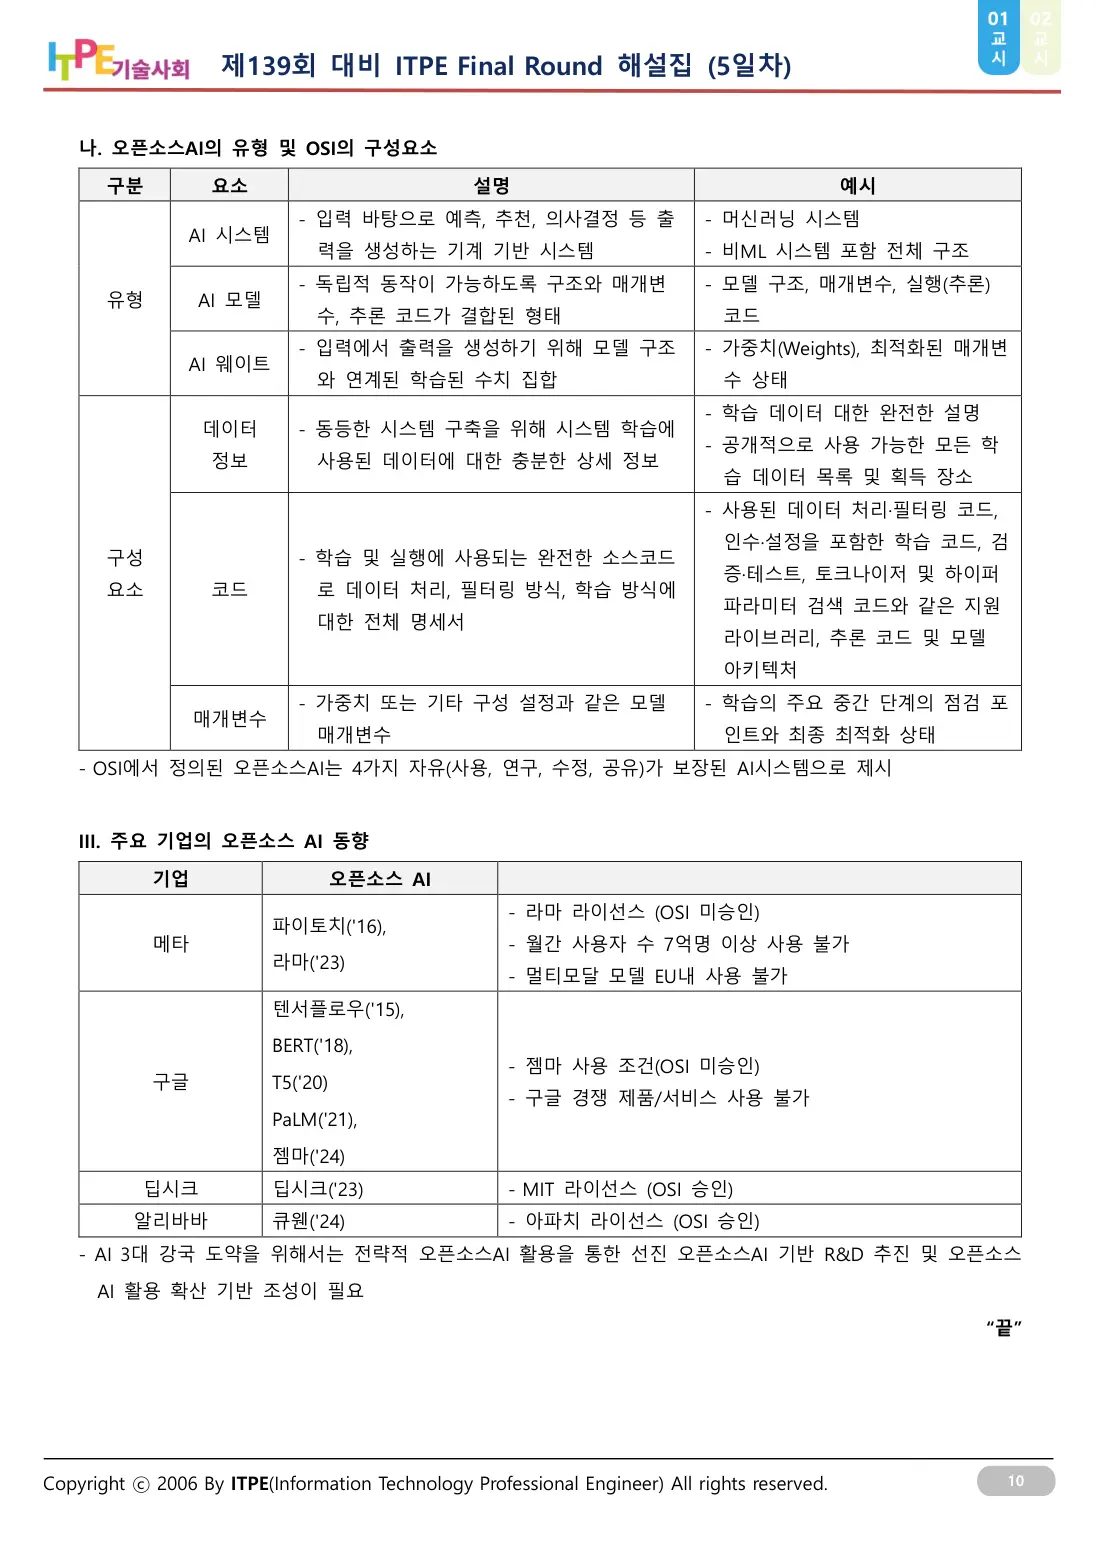 ITPE기술사회 제139회 대비 ITPE Final Round 해설집 (5일차)
01
교
시
02
교
시
나. 오픈소스AI의 유형 및 OSI의 구성요소
구분 요소 설명 예시
유형
AI 시스템
- 입력 바탕으로 예측, 추천, 의사결정 등 출
력을 생성하는 기계 기반 시스템
- 머신러닝 시스템
- 비ML 시스템 포함 전체 구조
AI 모델
- 독립적 동작이 가능하도록 구조와 매개변
수, 추론 코드가 결합된 형태
- 모델 구조, 매개변수, 실행(추론)
코드
AI 웨이트
- 입력에서 출력을 생성하기 위해 모델 구조
와 연계된 학습된 수치 집합
- 가중치(Weights), 최적화된 매개변
수 상태
구성
요소
데이터
정보
- 동등한 시스템 구축을 위해 시스템 학습에
사용된 데이터에 대한 충분한 상세 정보
- 학습 데이터 대한 완전한 설명
- 공개적으로 사용 가능한 모든 학
습 데이터 목록 및 획득 장소
코드
- 학습 및 실행에 사용되는 완전한 소스코드
로 데이터 처리, 필터링 방식, 학습 방식에
대한 전체 명세서
- 사용된 데이터 처리·필터링 코드,
인수·설정을 포함한 학습 코드, 검
증·테스트, 토크나이저 및 하이퍼
파라미터 검색 코드와 같은 지원
라이브러리, 추론 코드 및 모델
아키텍처
매개변수
- 가중치 또는 기타 구성 설정과 같은 모델
매개변수
- 학습의 주요 중간 단계의 점검 포
인트와 최종 최적화 상태
- OSI에서 정의된 오픈소스AI는 4가지 자유(사용, 연구, 수정, 공유)가 보장된 AI시스템으로 제시
III. 주요 기업의 오픈소스 AI 동향
기업 오픈소스 AI
메타
파이토치('16),
라마('23)
- 라마 라이선스 (OSI 미승인)
- 월간 사용자 수 7억명 이상 사용 불가
- 멀티모달 모델 EU내 사용 불가
구글
텐서플로우('15),
BERT('18),
T5('20)
PaLM('21),
젬마('24)
- 젬마 사용 조건(OSI 미승인)
- 구글 경쟁 제품/서비스 사용 불가
딥시크 딥시크('23) - MIT 라이선스 (OSI 승인)
알리바바 큐웬('24) - 아파치 라이선스 (OSI 승인)
- AI 3대 강국 도약을 위해서는 전략적 오픈소스AI 활용을 통한 선진 오픈소스AI 기반 R&D 추진 및 오픈소스
AI 활용 확산 기반 조성이 필요
“끝”
Copyright ⓒ 2006 By ITPE(Information Technology Professional Engineer) All rights reserved. 10